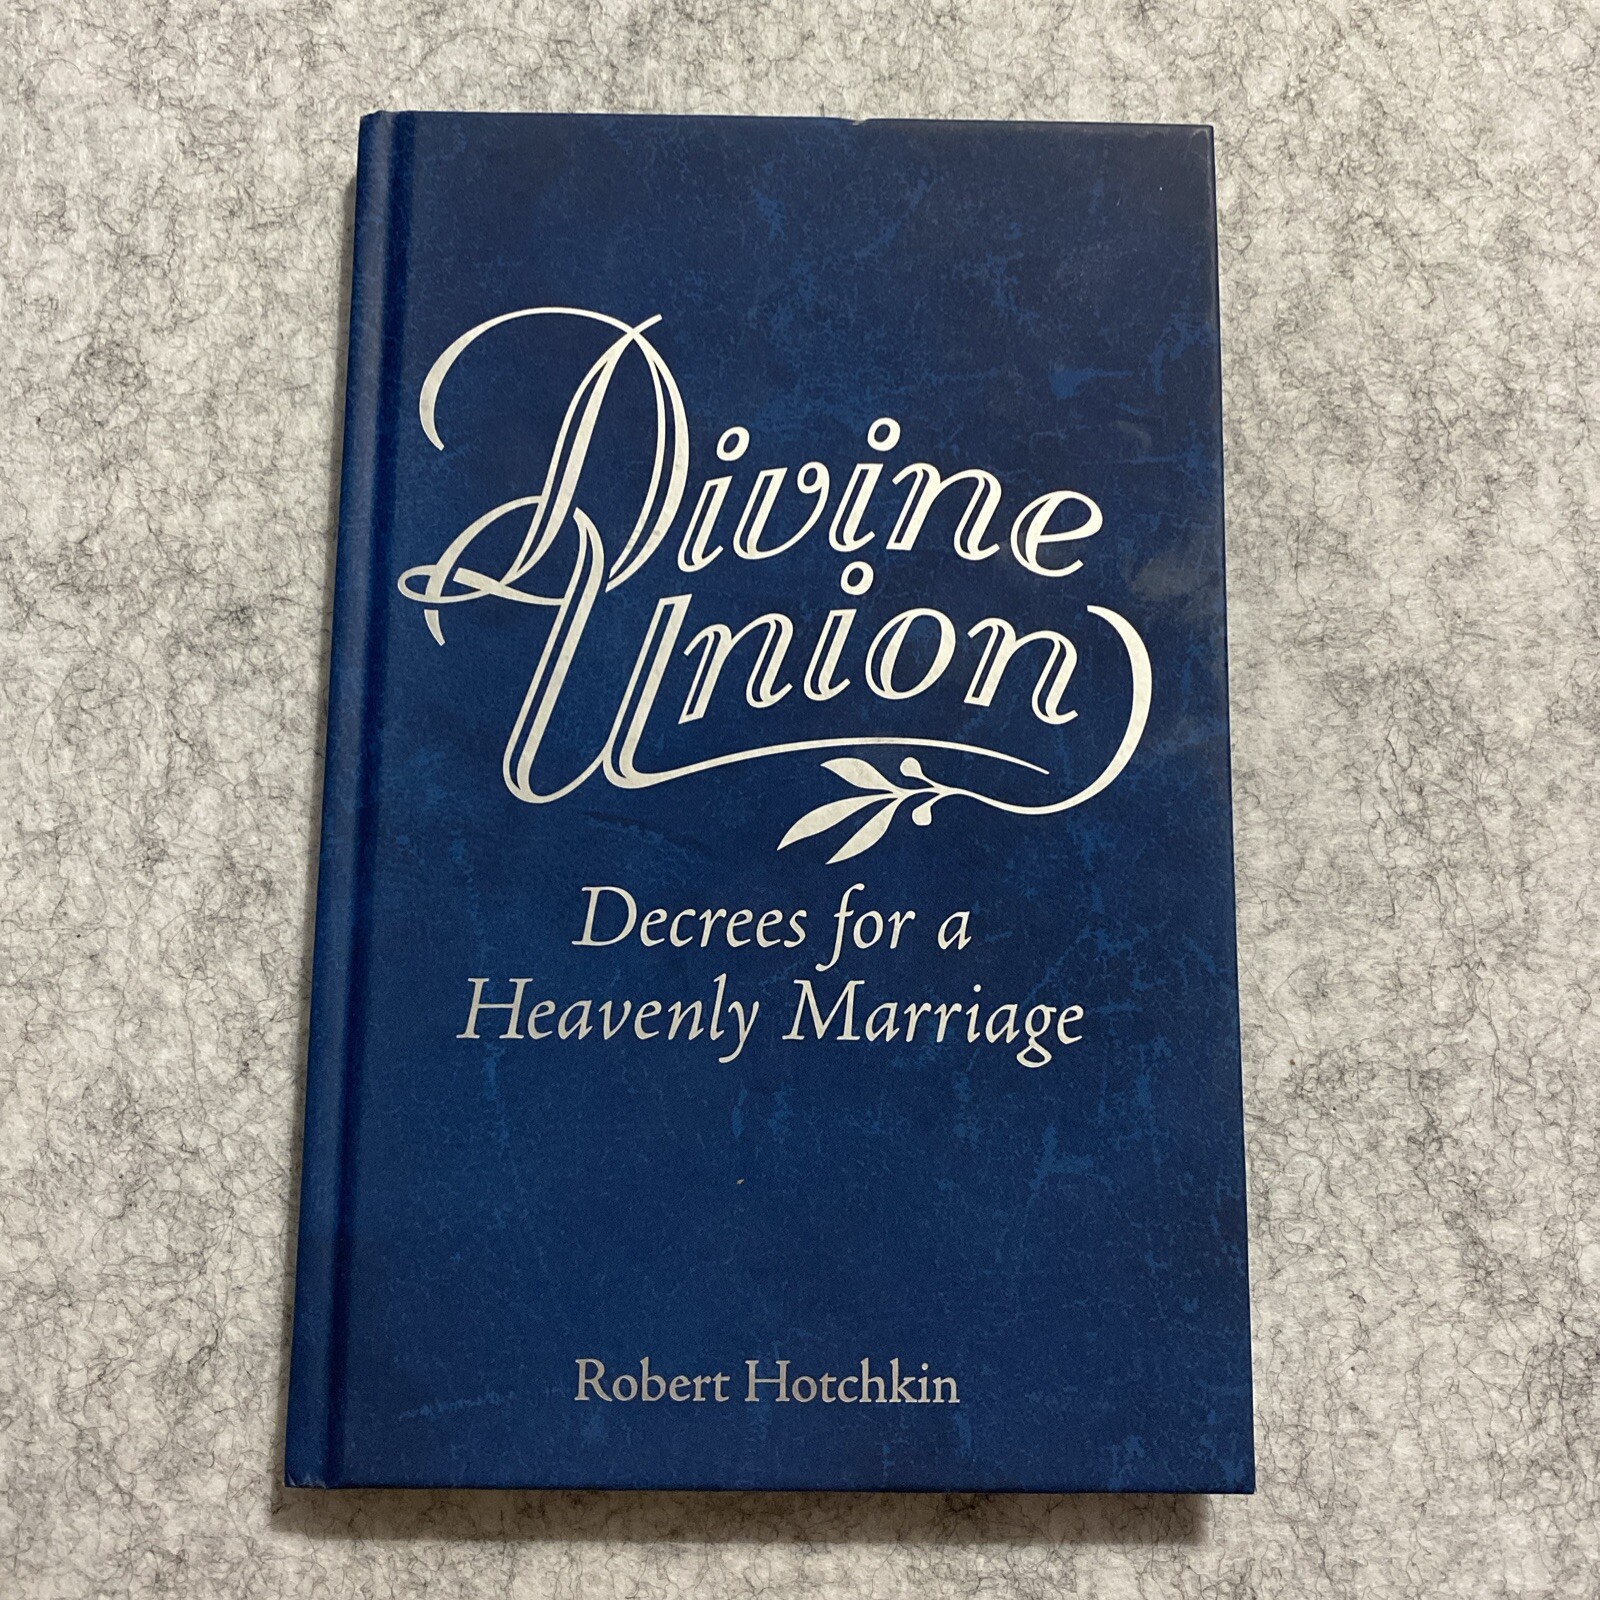 Divine
Union
Decrees for a
Heavenly Marriage
Robert Hotchkin